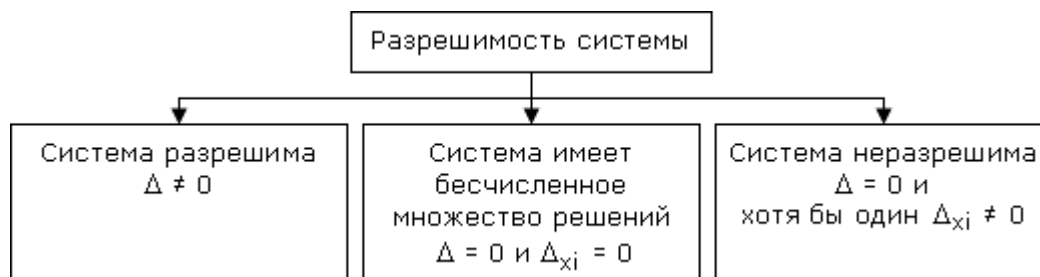 Разрешимость системы
Система разрешима
Δ ≠ 0
Система имеет
бесчисленное
множество решений
Δ = 0 и Δxi = 0
Система неразрешима
Δ = 0 и
хотя бы один Δxi ≠ 0